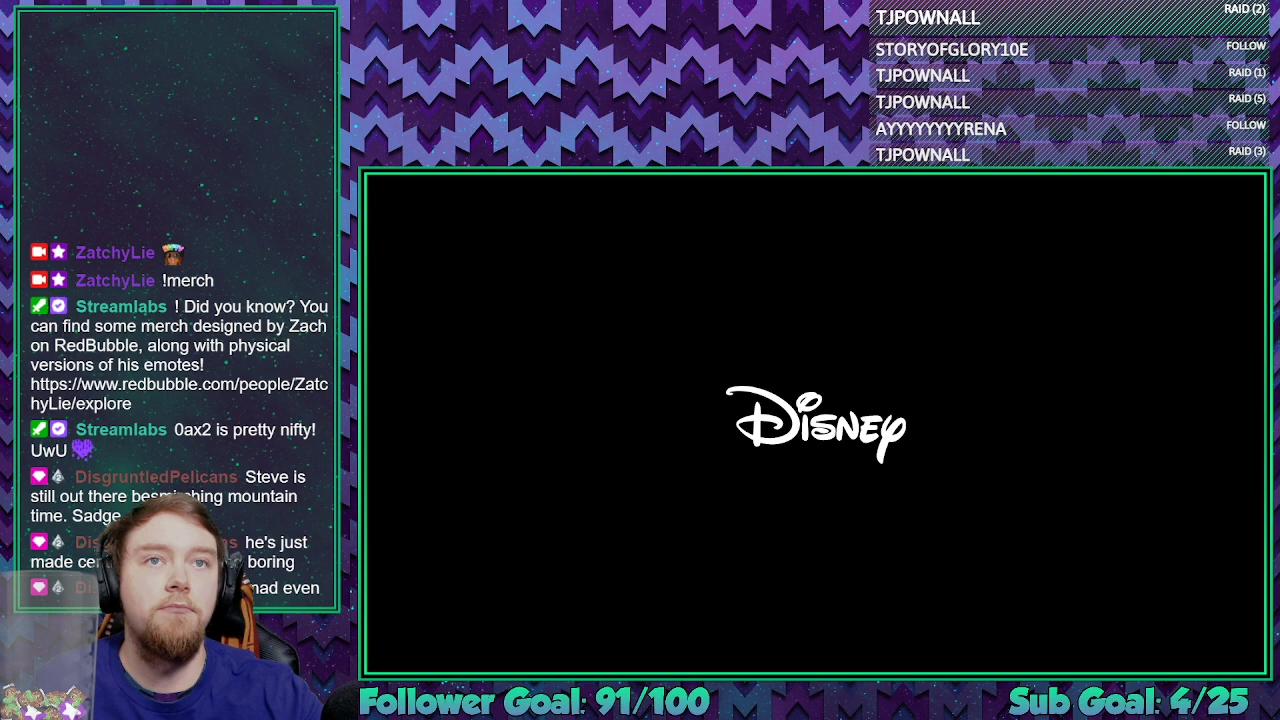 TJPOWNALL RAID (2)
STORYOFGLORY10E FOLLOW
TJPOWNALL RAID (1)
TJPOWNALL RAID (5)
AYYYYYYYYRENA FOLLOW
TJPOWNALL RAID (3)
ZatchyLie
ZatchyLie !merch
Streamlabs ! Did you know? You
can find some merch designed by Zach
on RedBubble, along with physical
versions of his emotes!
https://www.redbubble.com/people/Zatc
hyLie/explore
Streamlabs 0ax2 is pretty nifty!
UwU
DisgruntledPelicans Steve is
still out there besmirching mountain
time. Sadge
he's just
made boring
mad even
Disney
Follower Goal: 91/100
Sub Goal: 4/25